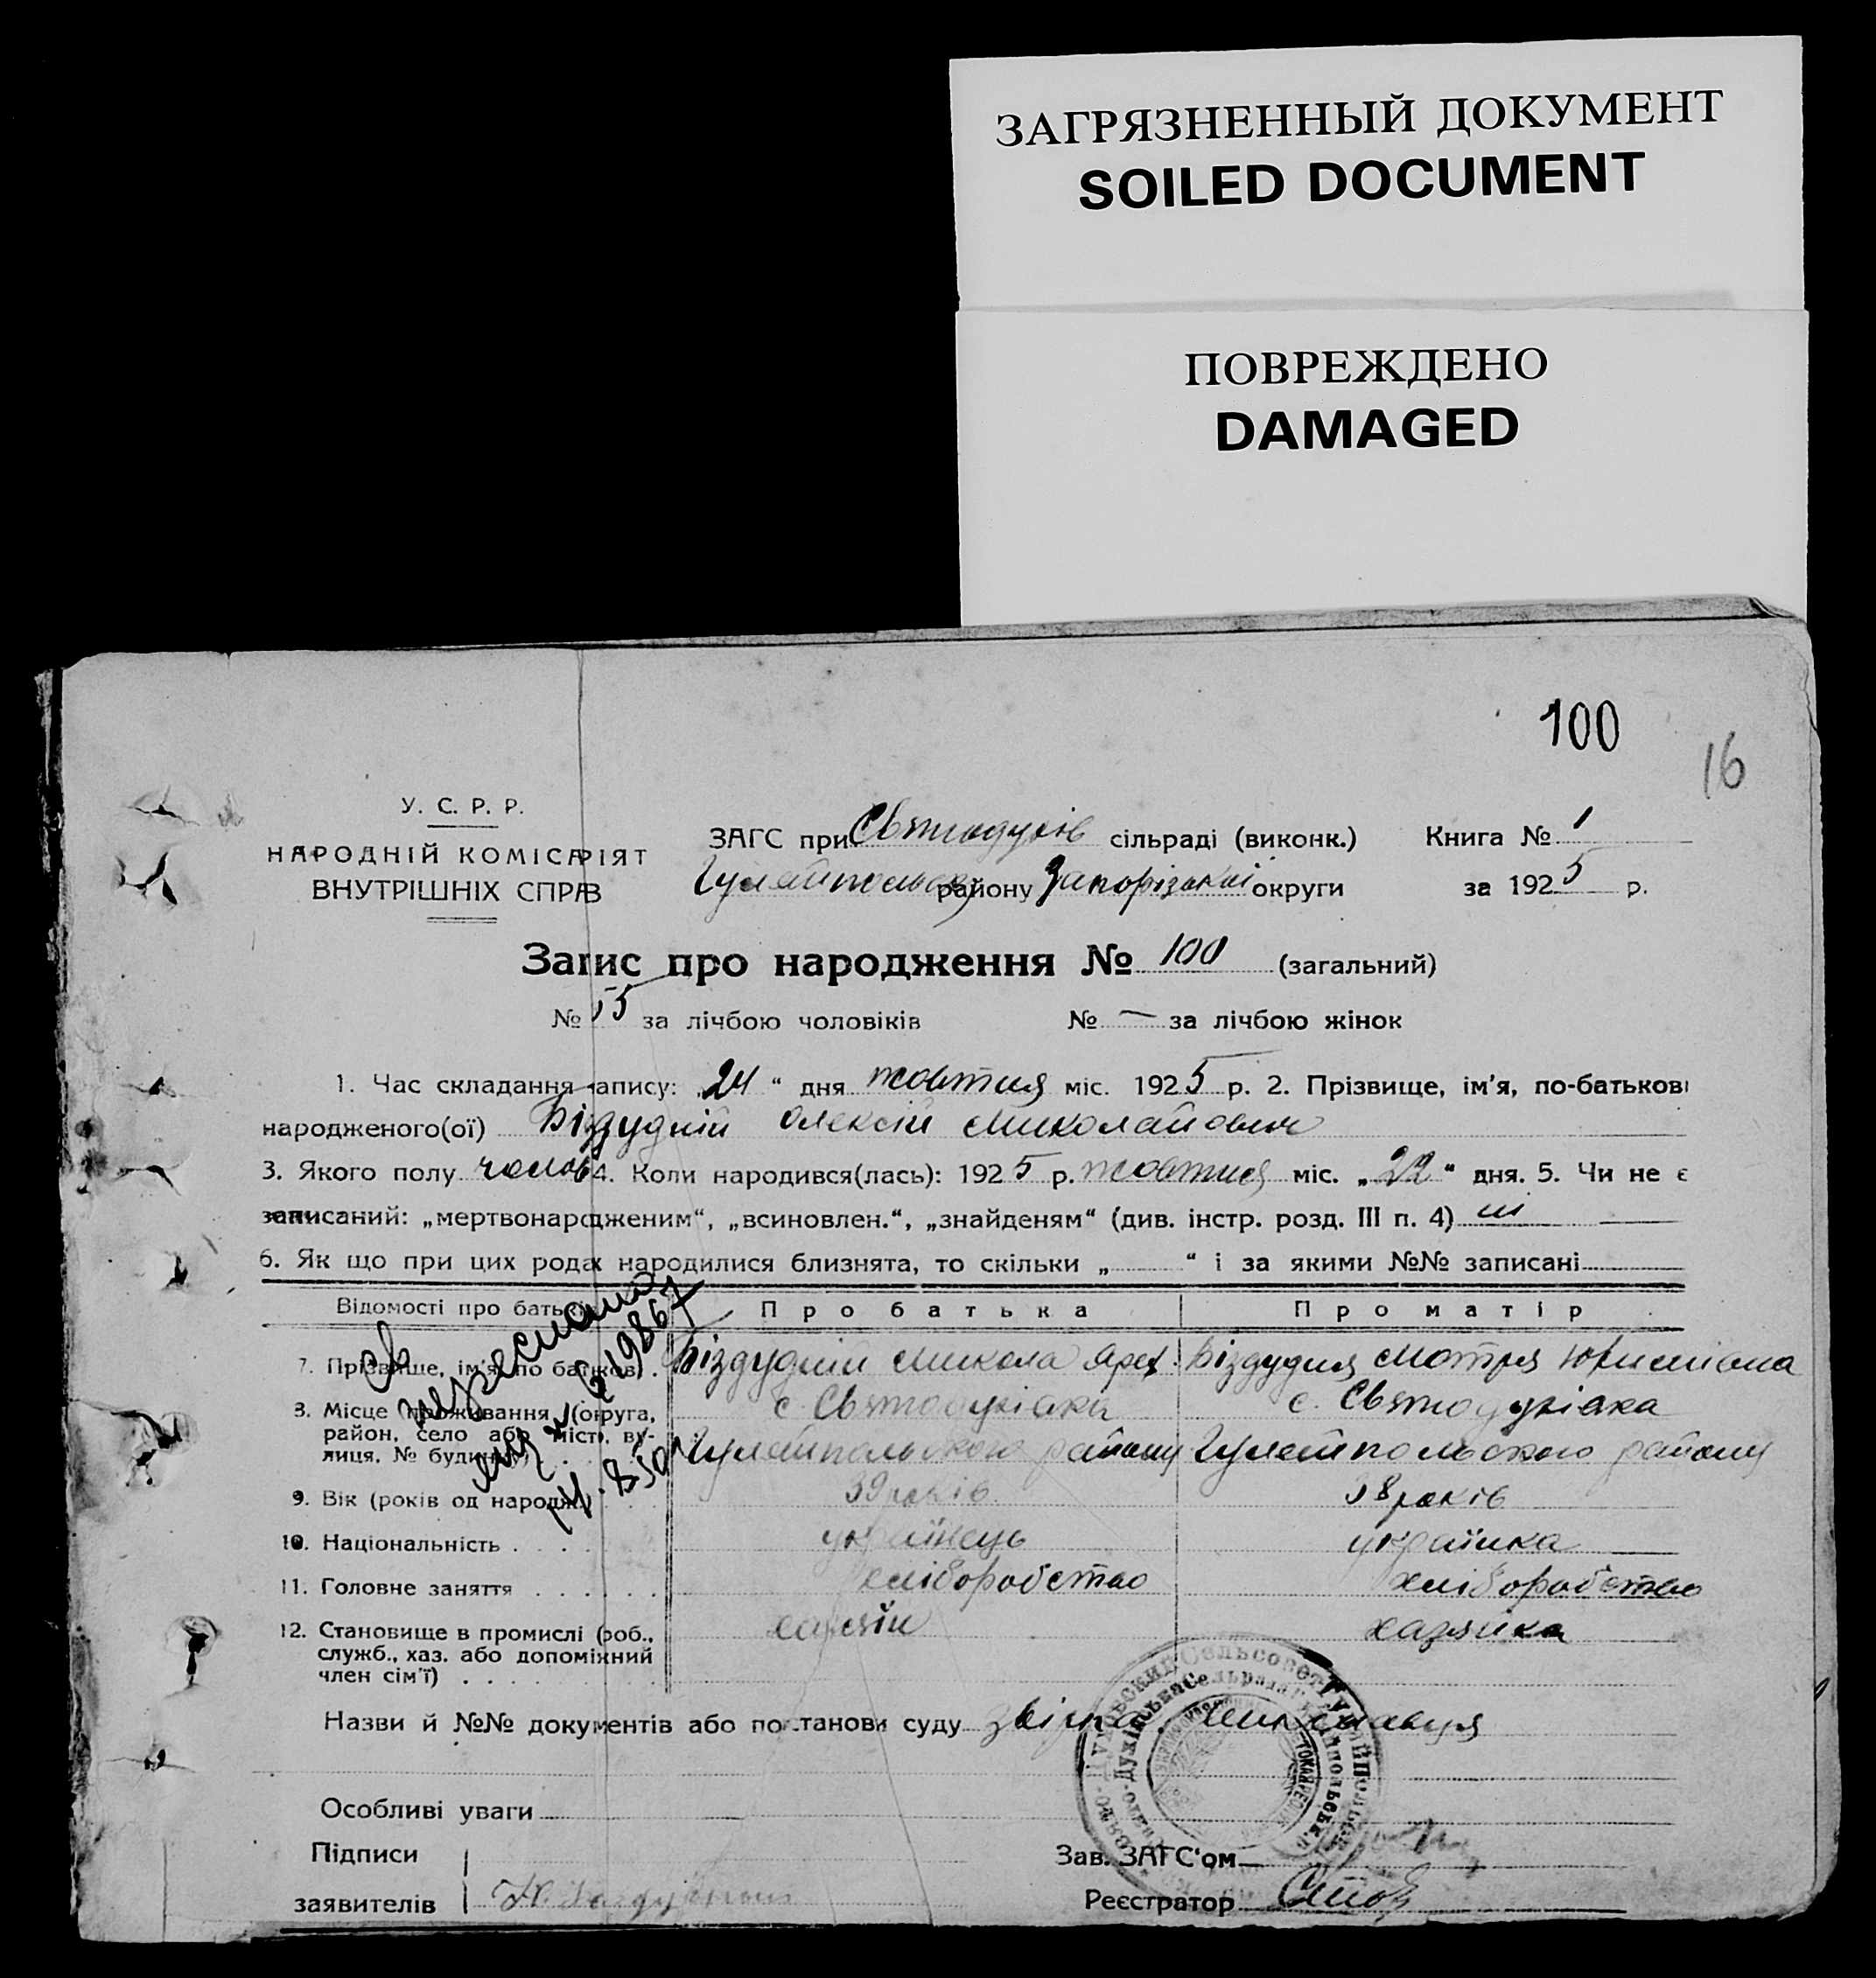 ЗАГРЯЗНЕННЫЙ ДОКУМЕНТ
SOILED DOCUMENT
ПОВРЕЖДЕНО
DAMAGED
100
16
У. С. Р. Р.
НАРОДНІЙ КОМІСАРІЯТ
ВНУТРІШНІХ СПРАВ
ЗАГС при Святодухів сільраді (виконк.) Книга № 1
Гуляйпольськ району Запорізької округи за 1925 р.
Запис про народження № 100 (загальний)
№ 55 за лічбою чоловіків № — за лічбою жінок
1. Час складання запису: „24“ дня жовтня міс. 1925 р. 2. Прізвище, ім'я, по-батькові
народженого(ої) Біздудній Олексій Миколайович
3. Якого полу чолов 4. Коли народився(лась): 1925 р. жовтня міс. „22“ дня. 5. Чи не є
записаний: „мертвонародженим“, „всиновлен.“, „знайденям“ (див. інстр. розд. III п. 4) ні
6. Як що при цих родах народилися близнята, то скільки „ “ і за якими №№ записані
Відомості про батьків Про батька Про матір
7. Прізвище, ім'я, по батькові. Біздудній Микола Біздудня Мотря
8. Місце проживання (округа, район, село або місто, вулиця, № будинку) с. Святодухівка с. Святодухівка
Гуляйпольського району Гуляйпольського району
9. Вік (років од народж.) 39 років 38 років
10. Національність . . . . українець українка
11. Головне заняття . . . . . . хліборобство хліборобство
12. Становище в промислі (роб., хазяїн хазяйка
служб., хаз. або допоміжний
член сім'ї) . . . . .
Назви й №№ документів або постанови суду
Особливі уваги
Підписи Зав. ЗАГС'ом
заявителів Реєстратор